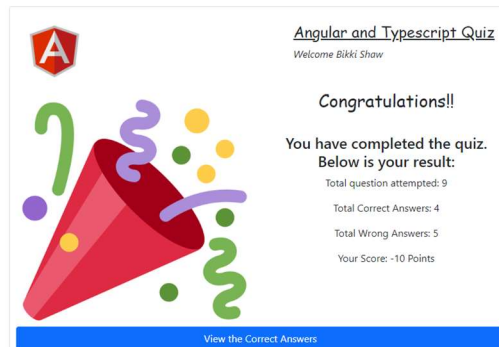 A
Angular and Typescript Quiz
Welcome Bikki Shaw
Congratulations!!
You have completed the quiz.
Below is your result:
Total question attempted: 9
Total Correct Answers: 4
Total Wrong Answers: 5
Your Score: -10 Points
View the Correct Answers